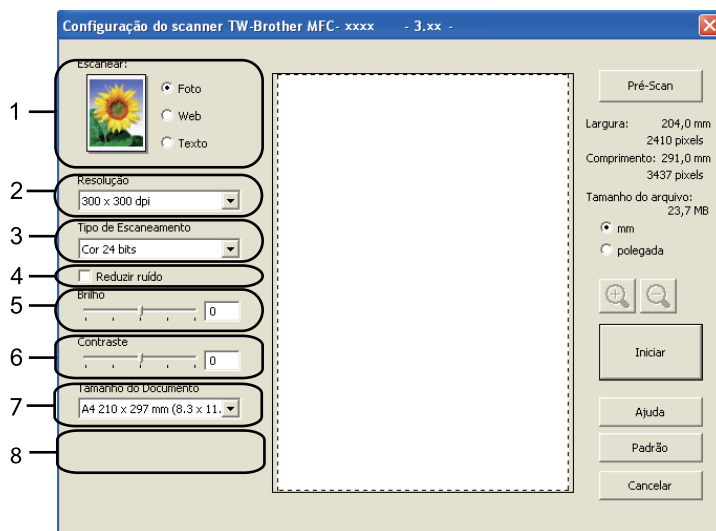 Configuração do scanner TW-Brother MFC- xxxx - 3.xx -
1
Escanear:
Foto
Web
Texto
2
Resolução
300 x 300 dpi
3
Tipo de Escaneamento
Cor 24 bits
4
Reduzir ruído
5
Brilho
0
6
Contraste
0
7
Tamanho do Documento
A4 210 x 297 mm (8.3 x 11.
8
Pré-Scan
Largura: 204,0 mm
2410 pixels
Comprimento: 291,0 mm
3437 pixels
Tamanho do arquivo:
23,7 MB
mm
polegada
Iniciar
Ajuda
Padrão
Cancelar